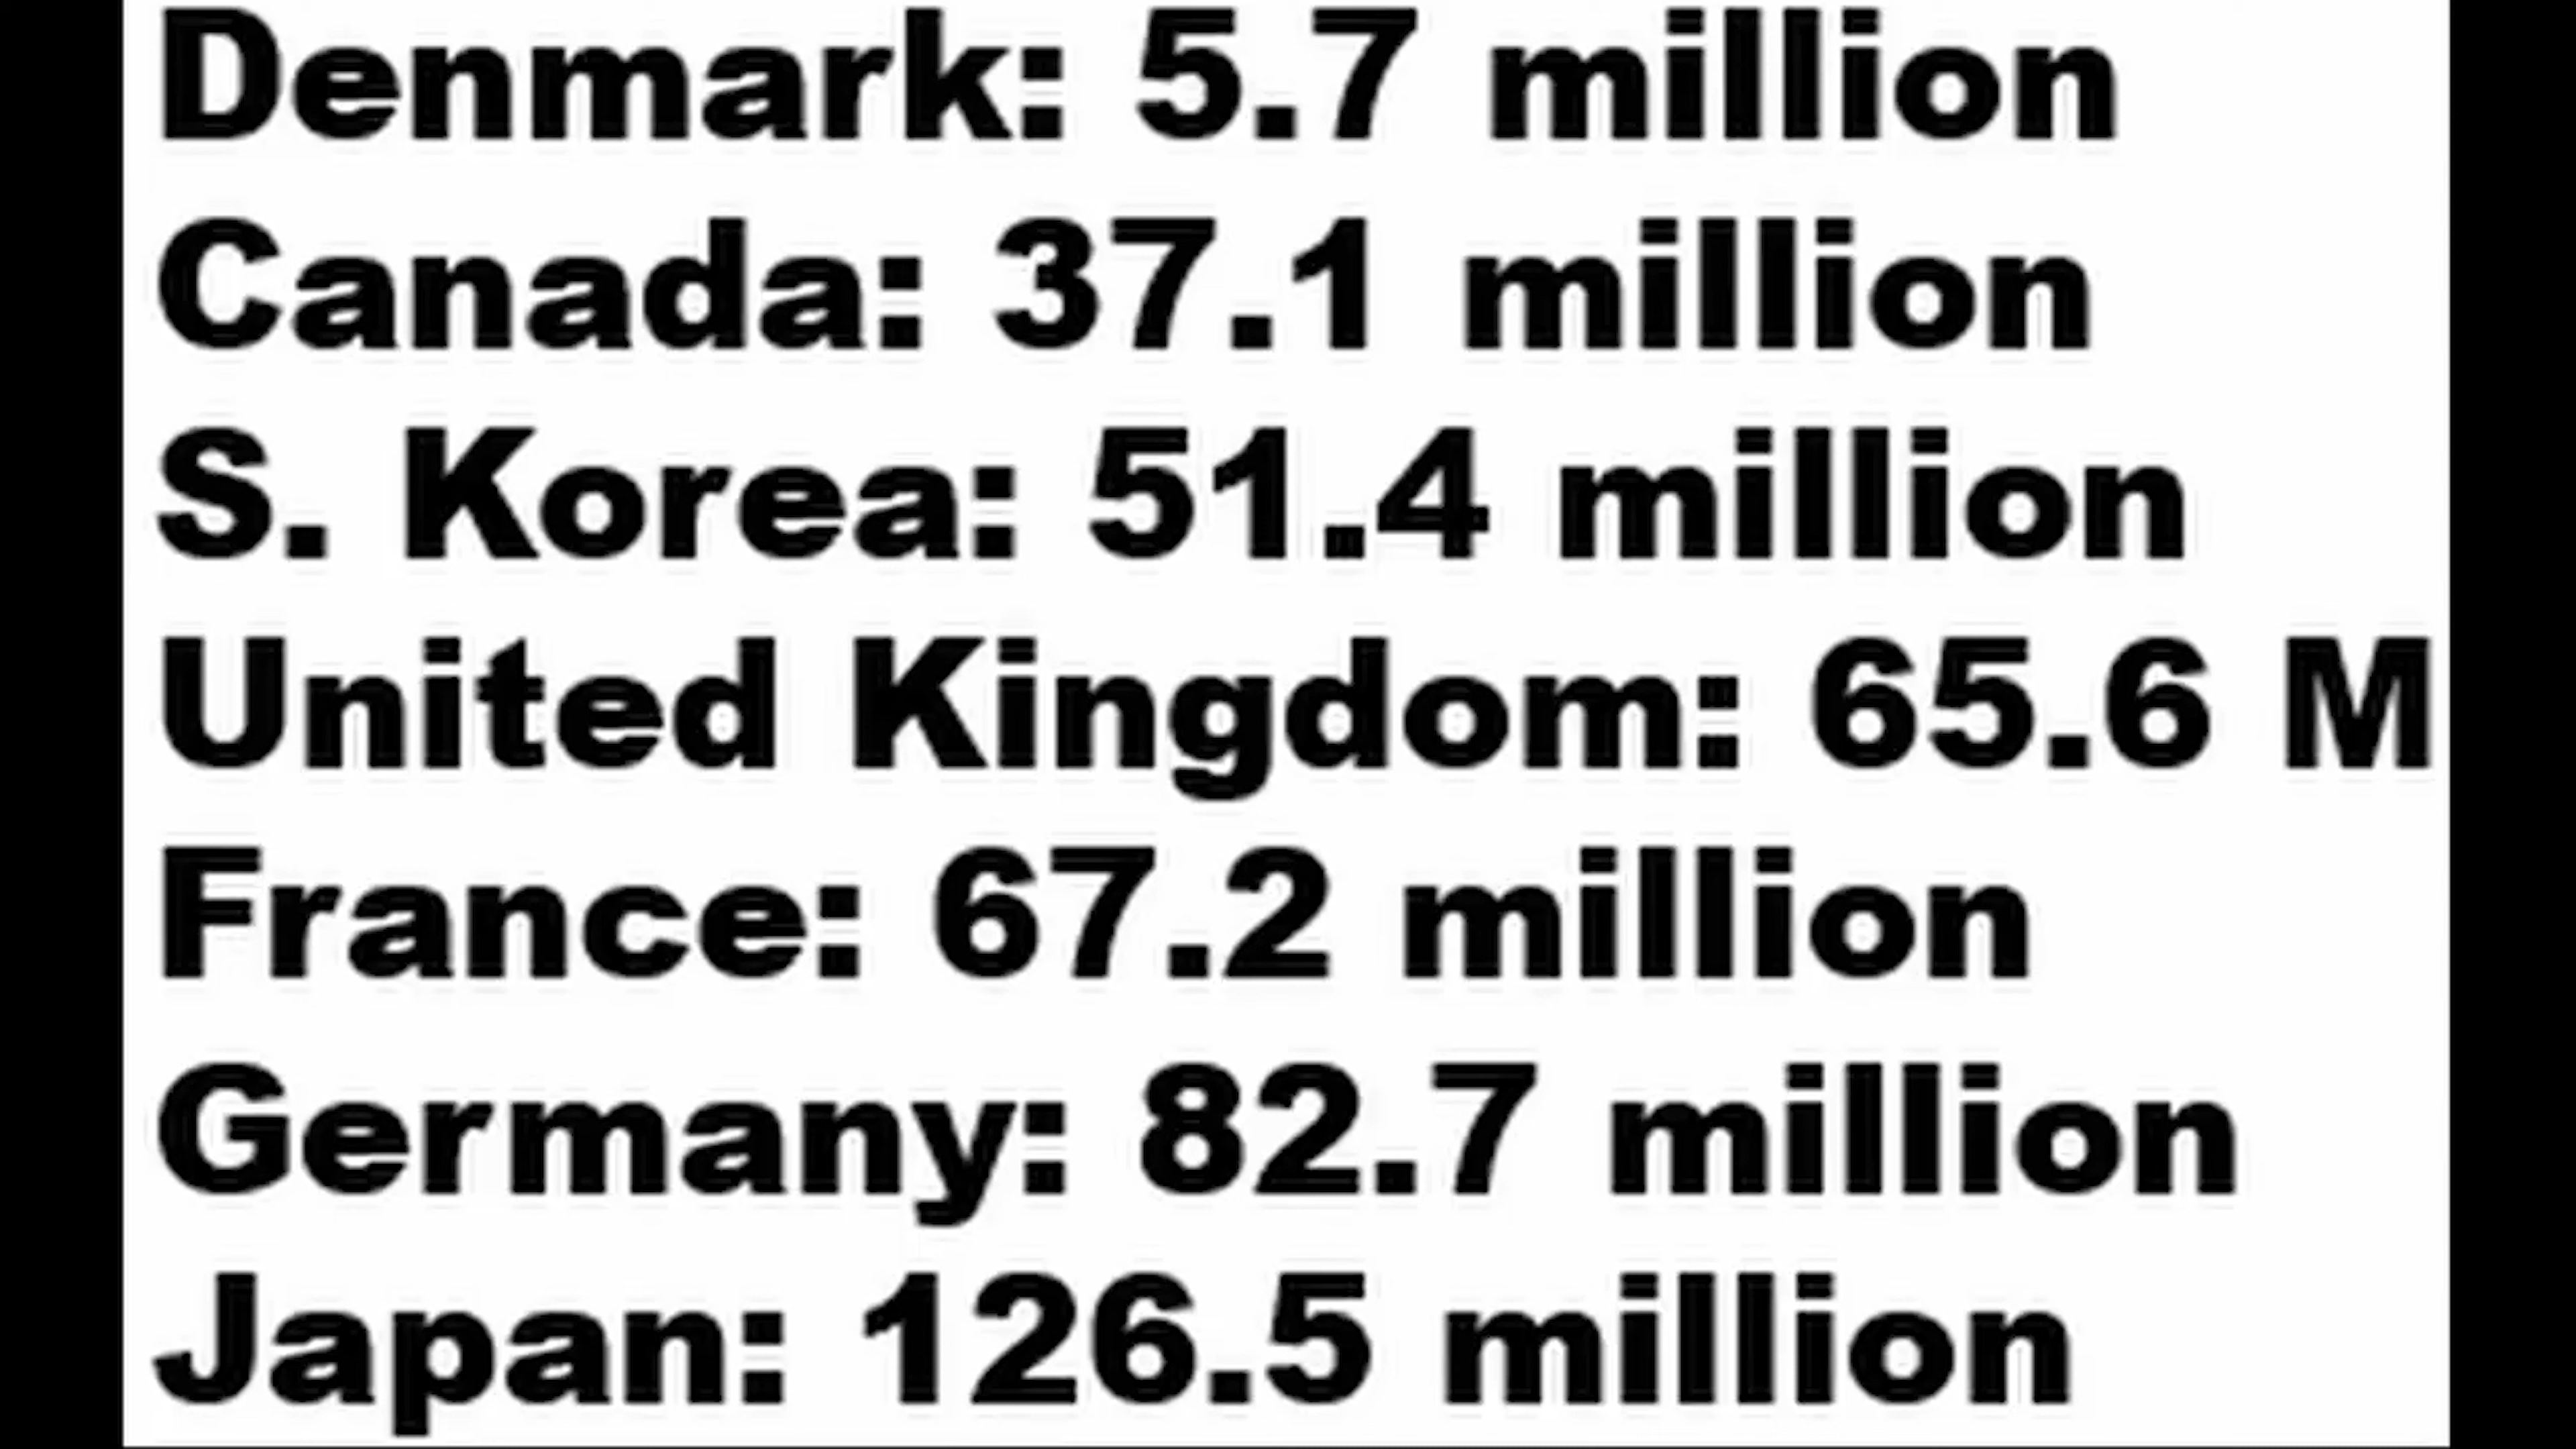 Denmark: 5.7 million
Canada: 37.1 million
S. Korea: 51.4 million
United Kingdom: 65.6 M
France: 67.2 million
Germany: 82.7 million
Japan: 126.5 million